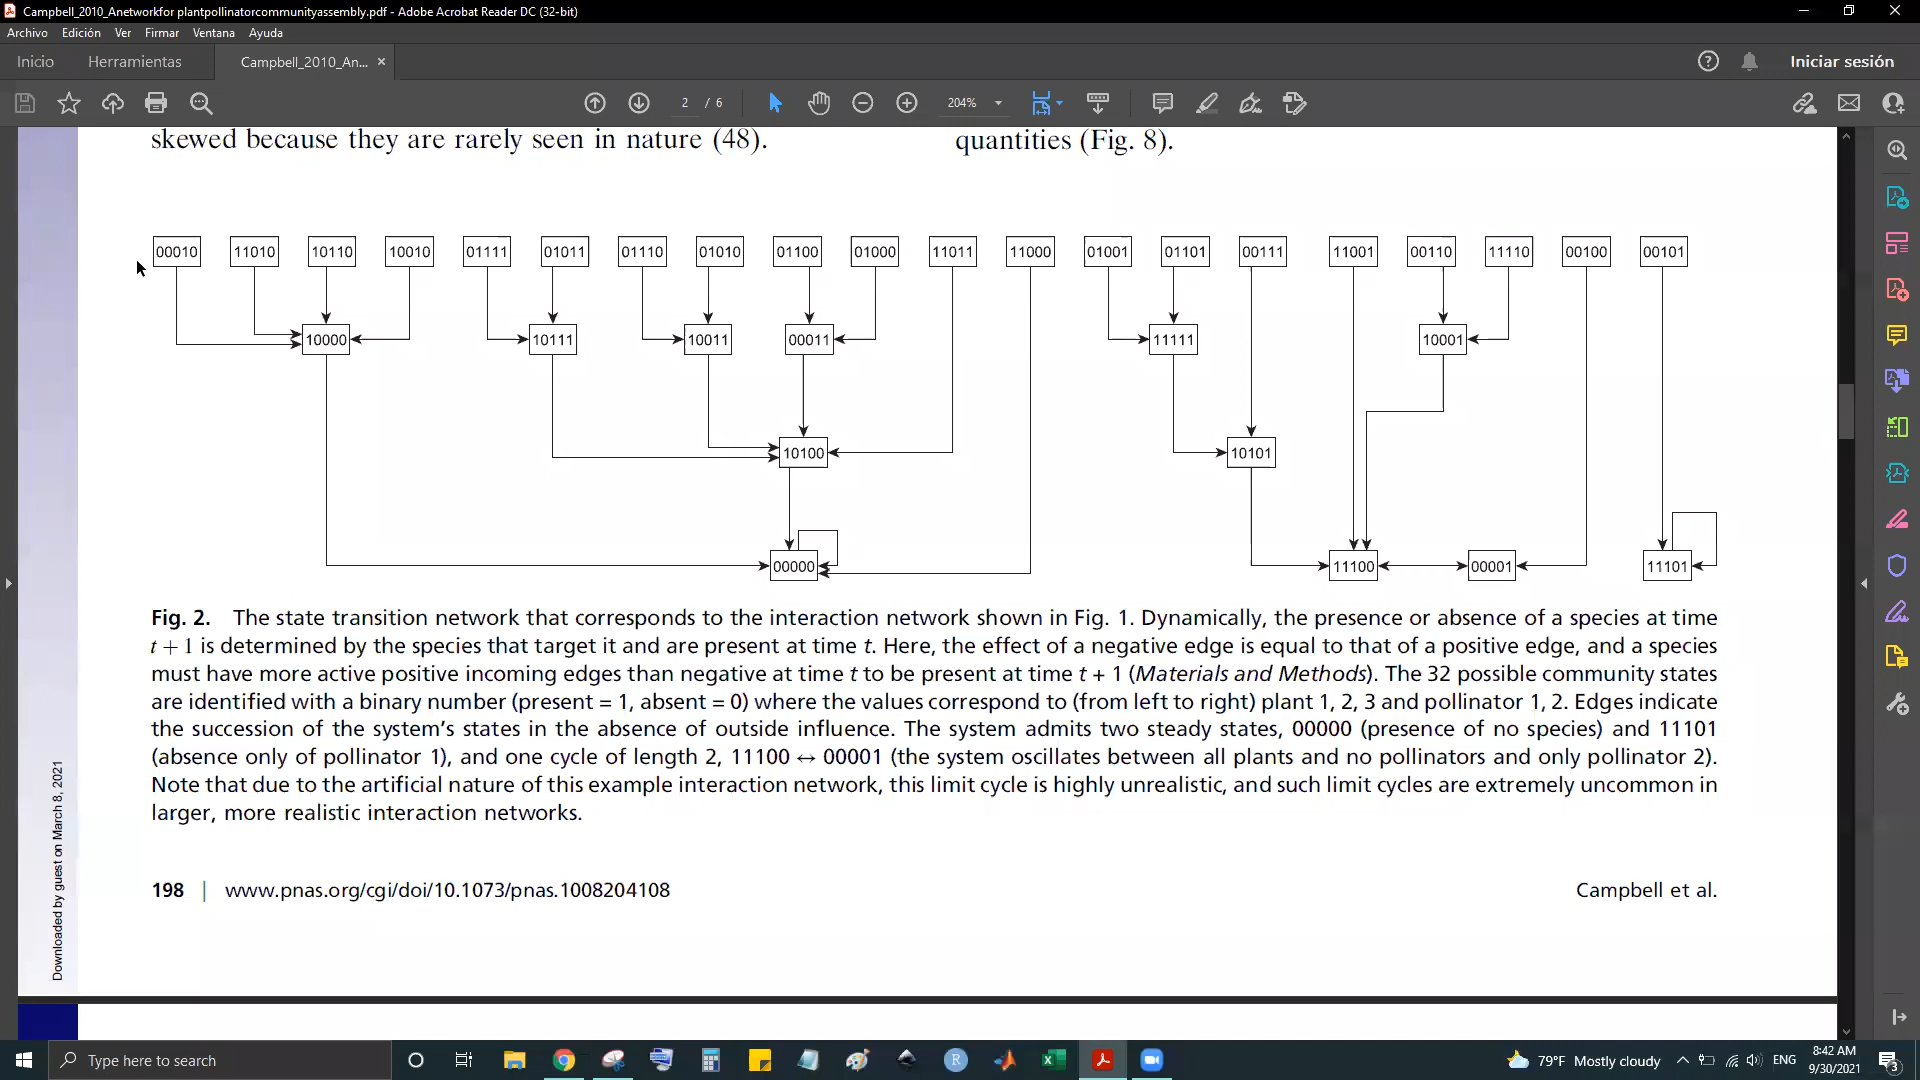 Campbell_2010_Anetworkfor plantpollinatorcommunityassembly.pdf - Adobe Acrobat Reader DC (32-bit)
Archivo Edición Ver Firmar Ventana Ayuda
Inicio Herramientas Campbell_2010_An... × Iniciar sesión
2 / 6 204%
skewed because they are rarely seen in nature (48).
quantities (Fig. 8).
00010 11010 10110 10010 01111 01011 01110 01010 01100 01000 11011 11000 01001 01101 00111 11001 00110 11110 00100 00101
10000 10111 10011 00011 11111 10001
10100 10101
00000 11100 00001 11101
Fig. 2. The state transition network that corresponds to the interaction network shown in Fig. 1. Dynamically, the presence or absence of a species at time
t + 1 is determined by the species that target it and are present at time t. Here, the effect of a negative edge is equal to that of a positive edge, and a species
must have more active positive incoming edges than negative at time t to be present at time t + 1 (Materials and Methods). The 32 possible community states
are identified with a binary number (present = 1, absent = 0) where the values correspond to (from left to right) plant 1, 2, 3 and pollinator 1, 2. Edges indicate
the succession of the system's states in the absence of outside influence. The system admits two steady states, 00000 (presence of no species) and 11101
(absence only of pollinator 1), and one cycle of length 2, 11100 ↔ 00001 (the system oscillates between all plants and no pollinators and only pollinator 2).
Note that due to the artificial nature of this example interaction network, this limit cycle is highly unrealistic, and such limit cycles are extremely uncommon in
larger, more realistic interaction networks.
198 | www.pnas.org/cgi/doi/10.1073/pnas.1008204108
Campbell et al.
Downloaded by guest on March 8, 2021
Type here to search
R
79°F Mostly cloudy
ENG
8:42 AM
9/30/2021
3